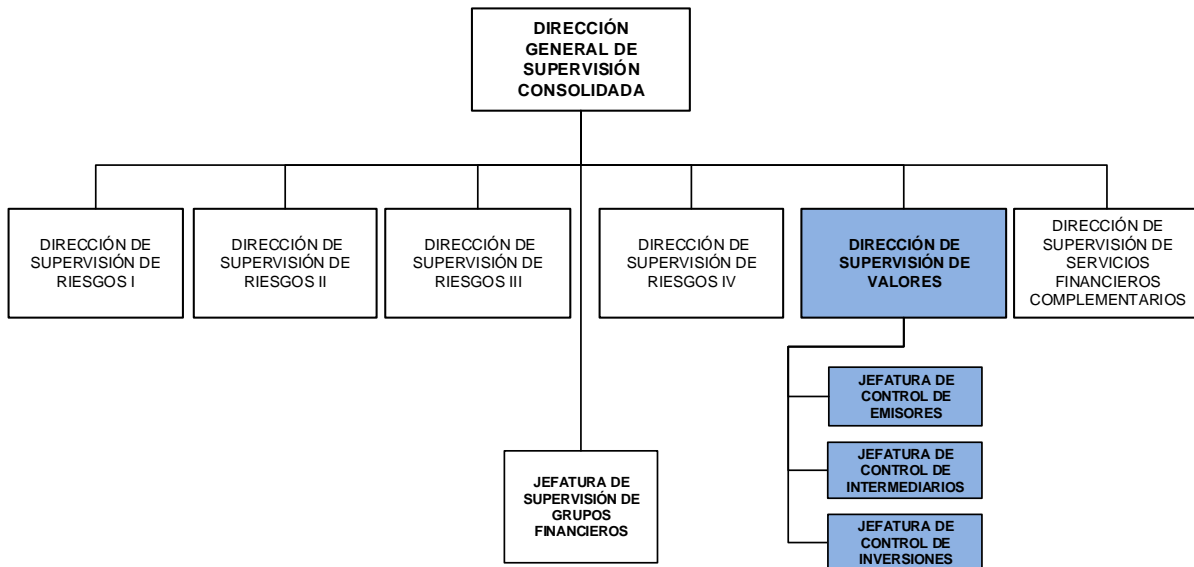 DIRECCIÓN
GENERAL DE
SUPERVISIÓN
CONSOLIDADA
DIRECCIÓN DE
SUPERVISIÓN DE
RIESGOS I
DIRECCIÓN DE
SUPERVISIÓN DE
RIESGOS II
DIRECCIÓN DE
SUPERVISIÓN DE
RIESGOS III
DIRECCIÓN DE
SUPERVISIÓN DE
RIESGOS IV
DIRECCIÓN DE
SUPERVISIÓN DE
VALORES
DIRECCIÓN DE
SUPERVISIÓN DE
SERVICIOS
FINANCIEROS
COMPLEMENTARIOS
JEFATURA DE
CONTROL DE
EMISORES
JEFATURA DE
CONTROL DE
INTERMEDIARIOS
JEFATURA DE
CONTROL DE
INVERSIONES
JEFATURA DE
SUPERVISIÓN DE
GRUPOS
FINANCIEROS